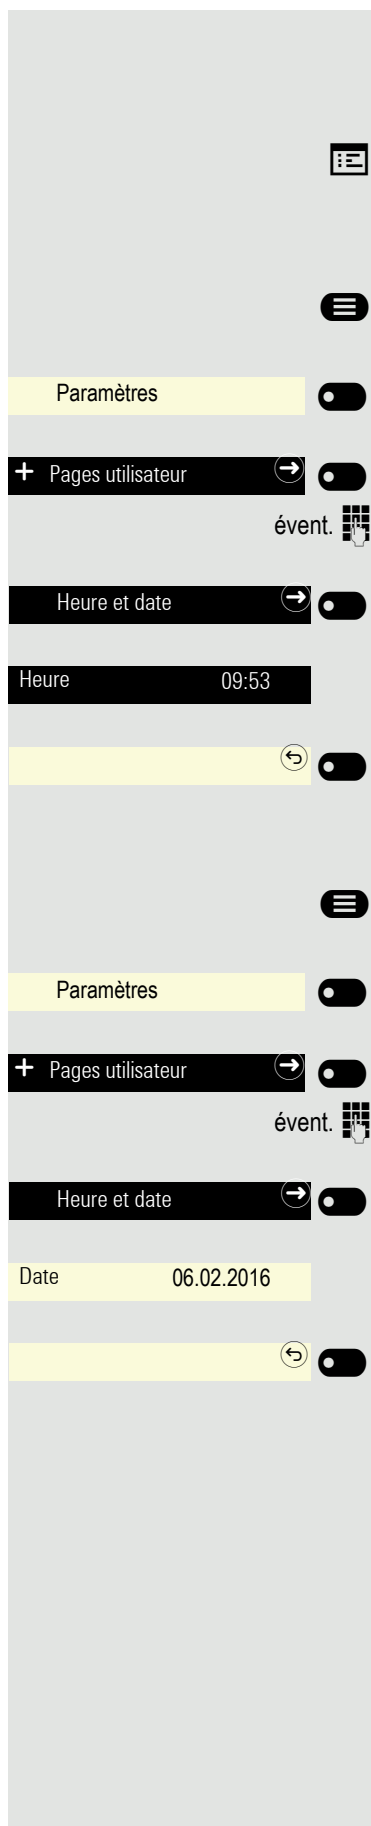 Paramètres
+ Pages utilisateur
évent.
Heure et date
Heure 09:53
Paramètres
+ Pages utilisateur
évent.
Heure et date
Date 06.02.2016